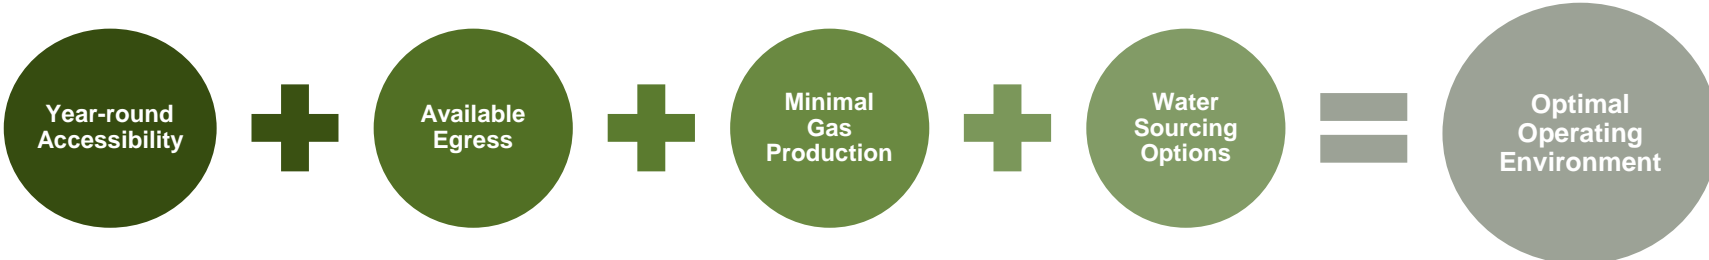 Year-round
Accessibility
Available
Egress
Minimal
Gas
Production
Water
Sourcing
Options
Optimal
Operating
Environment